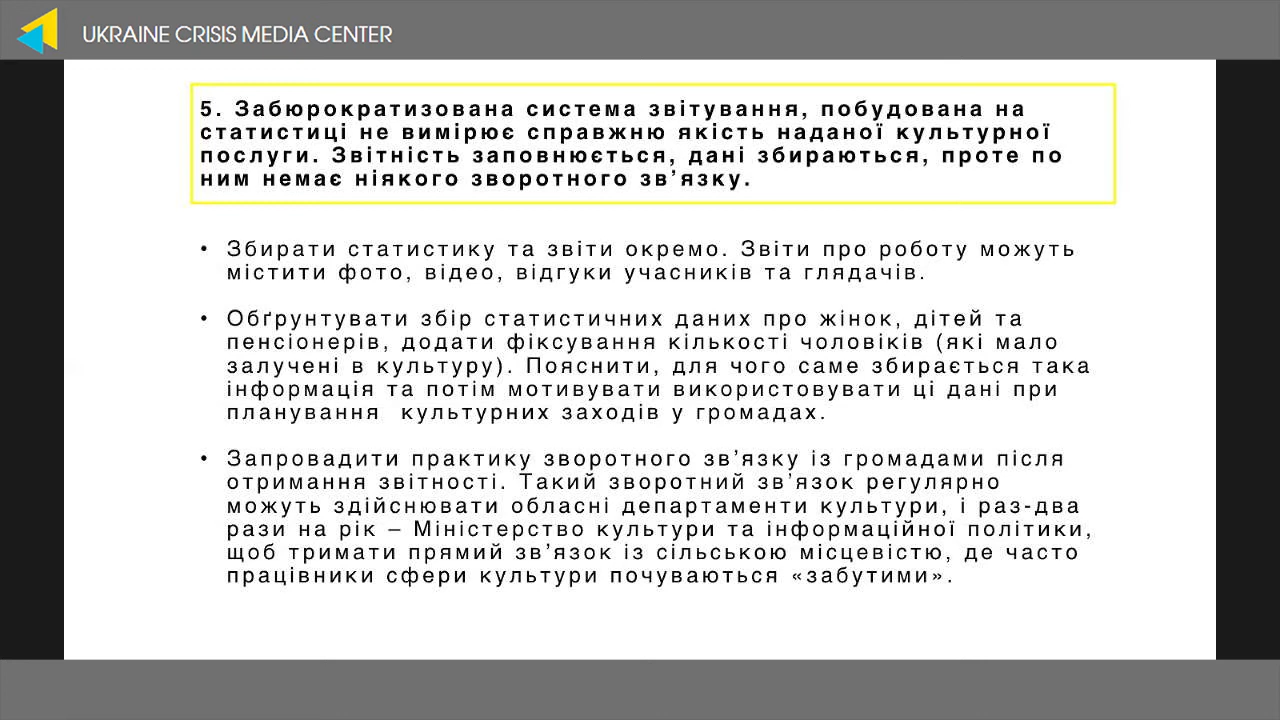 UKRAINE CRISIS MEDIA CENTER
5. Забюрократизована система звітування, побудована на
статистиці не вимірює справжню якість наданої культурної
послуги. Звітність заповнюється, дані збираються, проте по
ним немає ніякого зворотного зв’язку.
• Збирати статистику та звіти окремо. Звіти про роботу можуть
містити фото, відео, відгуки учасників та глядачів.
• Обґрунтувати збір статистичних даних про жінок, дітей та
пенсіонерів, додати фіксування кількості чоловіків (які мало
залучені в культуру). Пояснити, для чого саме збирається така
інформація та потім мотивувати використовувати ці дані при
планування культурних заходів у громадах.
• Запровадити практику зворотного зв’язку із громадами після
отримання звітності. Такий зворотний зв’язок регулярно
можуть здійснювати обласні департаменти культури, і раз-два
рази на рік – Міністерство культури та інформаційної політики,
щоб тримати прямий зв’язок із сільською місцевістю, де часто
працівники сфери культури почуваються «забутими».